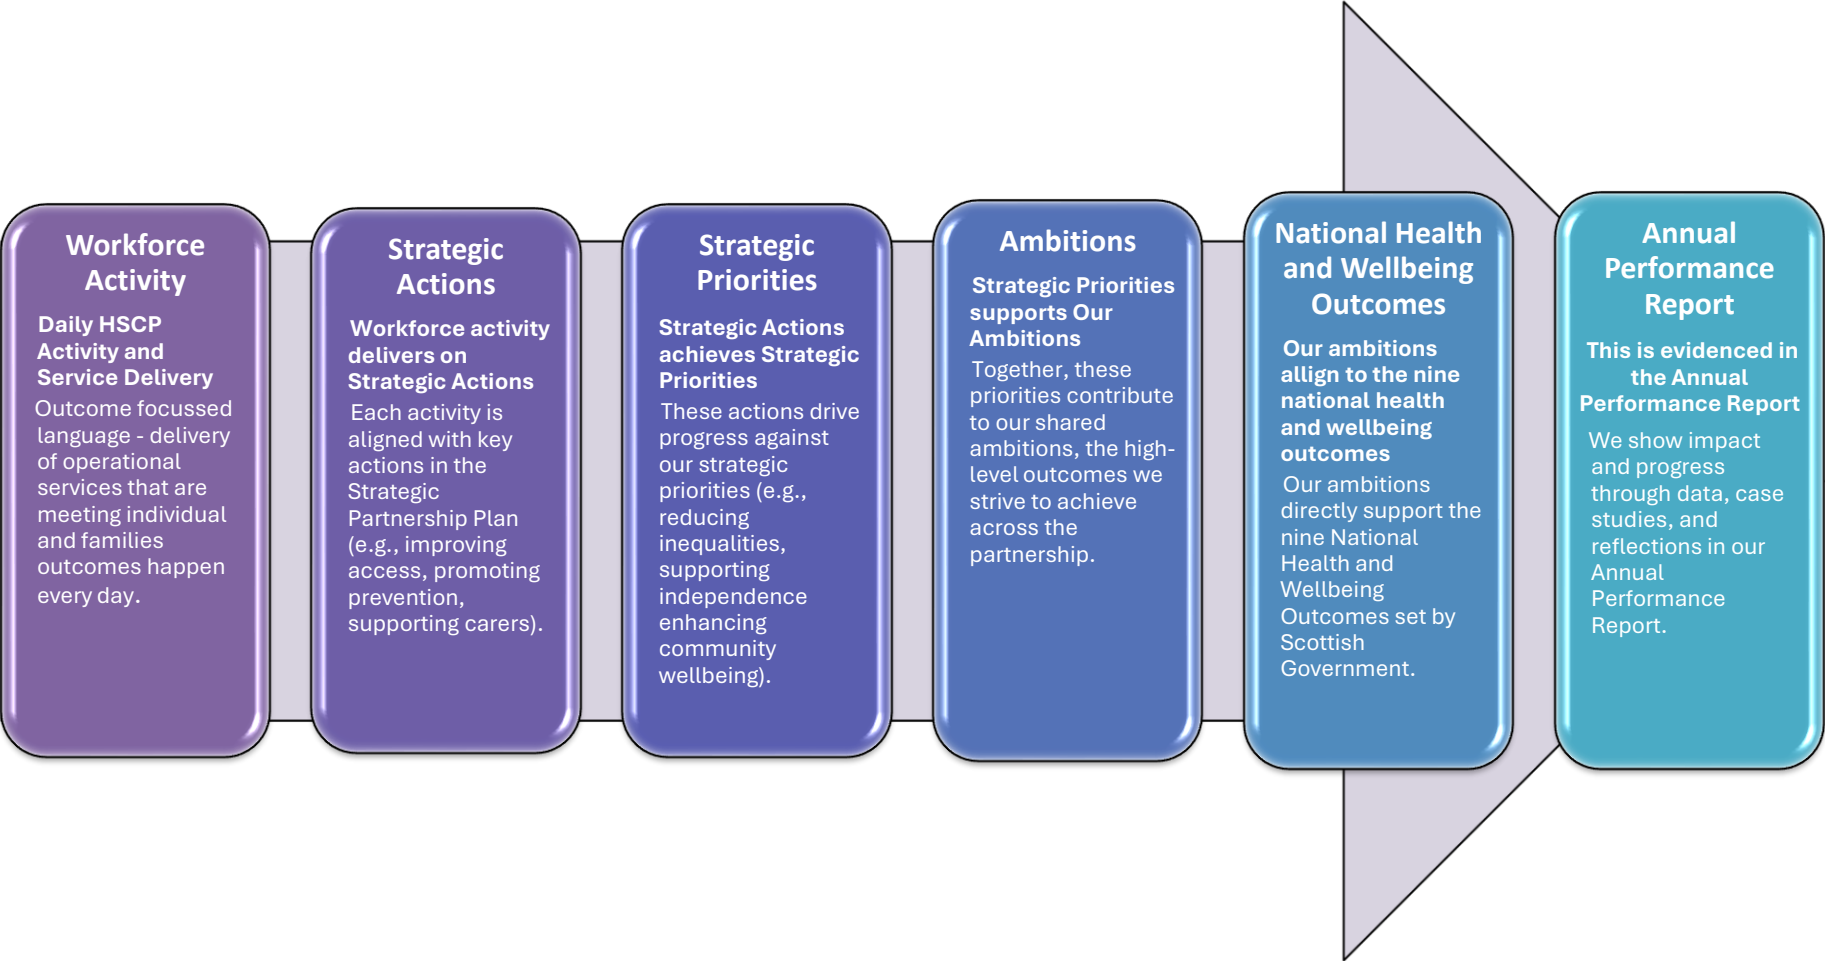 Workforce
Activity
Daily HSCP
Activity and
Service Delivery
Outcome focussed
language - delivery
of operational
services that are
meeting individual
and families
outcomes happen
every day.
Strategic
Actions
Workforce activity
delivers on
Strategic Actions
Each activity is
aligned with key
actions in the
Strategic
Partnership Plan
(e.g., improving
access, promoting
prevention,
supporting carers).
Strategic
Priorities
Strategic Actions
achieves Strategic
Priorities
These actions drive
progress against
our strategic
priorities (e.g.,
reducing
inequalities,
supporting
independence
enhancing
community
wellbeing).
Ambitions
Strategic Priorities
supports Our
Ambitions
Together, these
priorities contribute
to our shared
ambitions, the high-
level outcomes we
strive to achieve
across the
partnership.
National Health
and Wellbeing
Outcomes
Our ambitions
allign to the nine
national health
and wellbeing
outcomes
Our ambitions
directly support the
nine National
Health and
Wellbeing
Outcomes set by
Scottish
Government.
Annual
Performance
Report
This is evidenced in
the Annual
Performance Report
We show impact
and progress
through data, case
studies, and
reflections in our
Annual
Performance
Report.